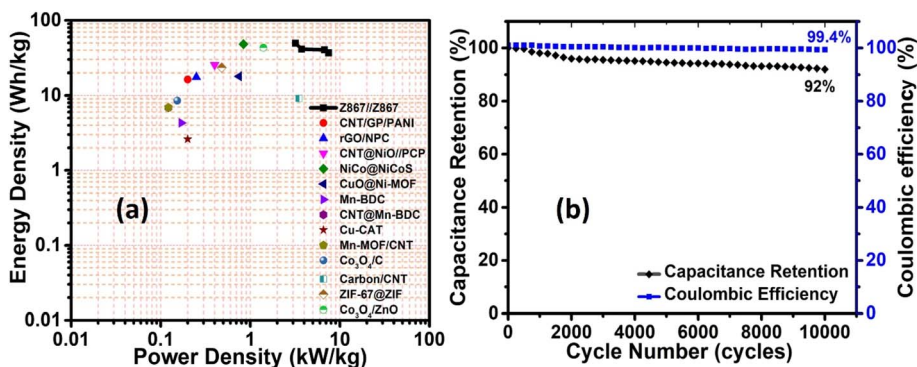 Energy Density (Wh/kg)
100
10
1
0.1
0.01
(a)
Z867//Z867
CNT/GP/PANI
rGO/NPC
CNT@NiO//PCP
NiCo@NiCoS
CuO@Ni-MOF
Mn-BDC
CNT@Mn-BDC
Cu-CAT
Mn-MOF/CNT
Co₃O₄/C
Carbon/CNT
ZIF-67@ZIF
Co₃O₄/ZnO
0.01 0.1 1 10 100
Power Density (kW/kg)
Capacitance Retention (%)
100
80
60
40
20
0
99.4%
92%
(b)
Capacitance Retention
Coulombic Efficiency
0 2000 4000 6000 8000 10000
Cycle Number (cycles)
100
80
60
40
20
0
Coulombic efficiency (%)